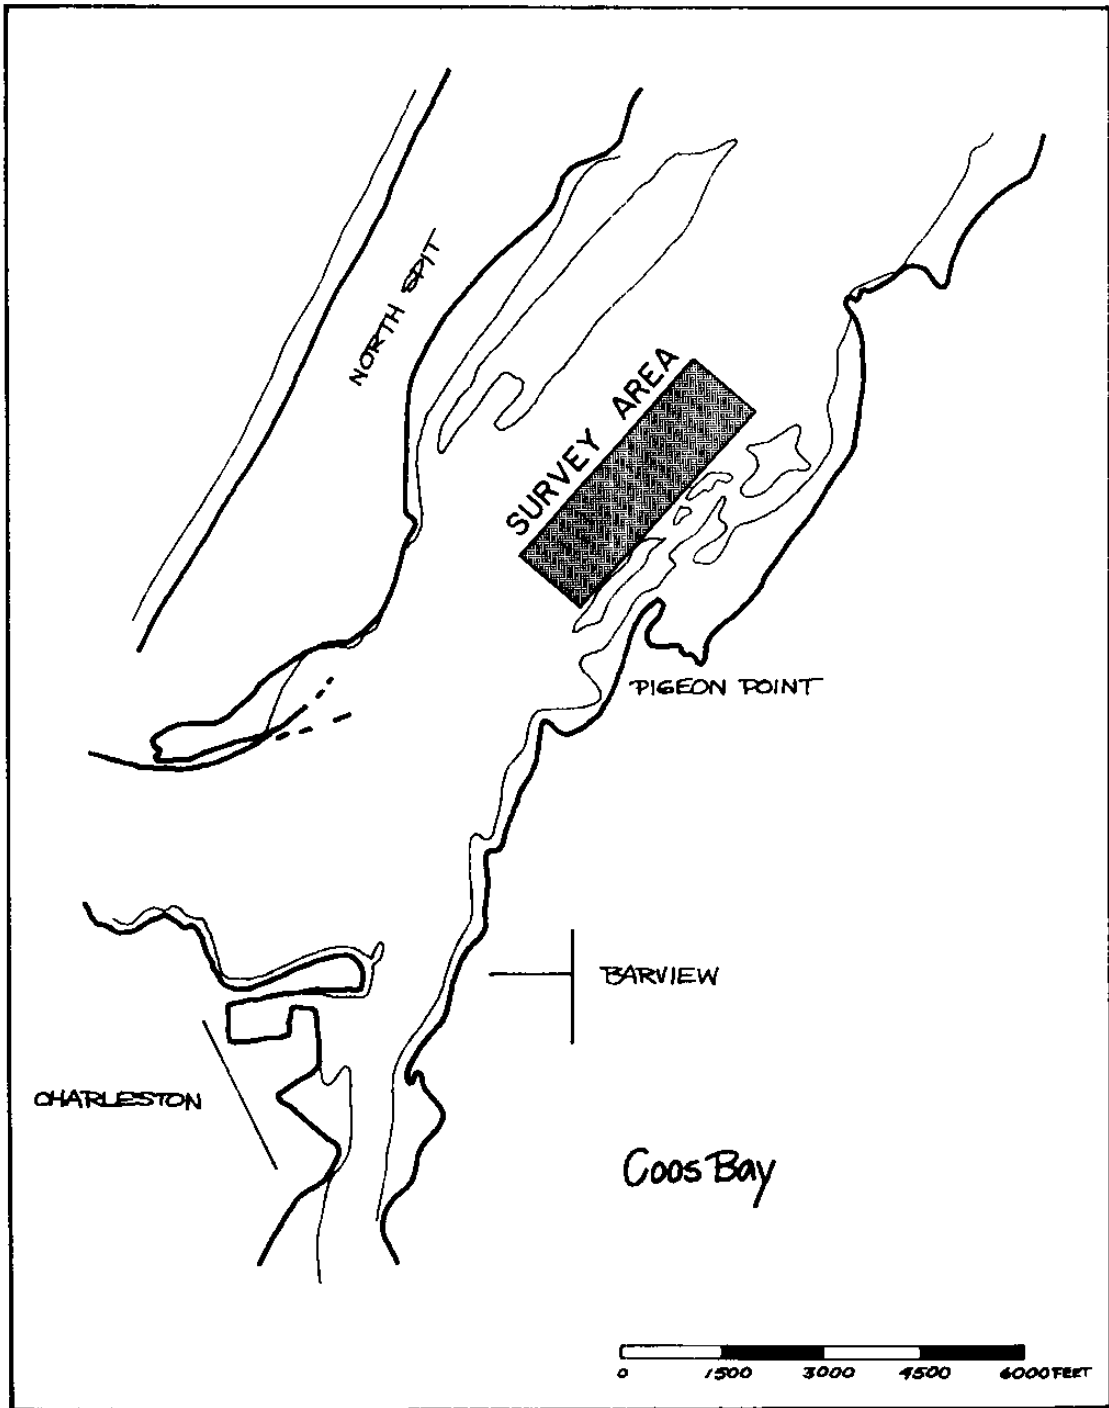 NORTH SPIT
SURVEY AREA
PIGEON POINT
BARVIEW
CHARLESTON
Coos Bay
0 1500 3000 4500 6000 FEET